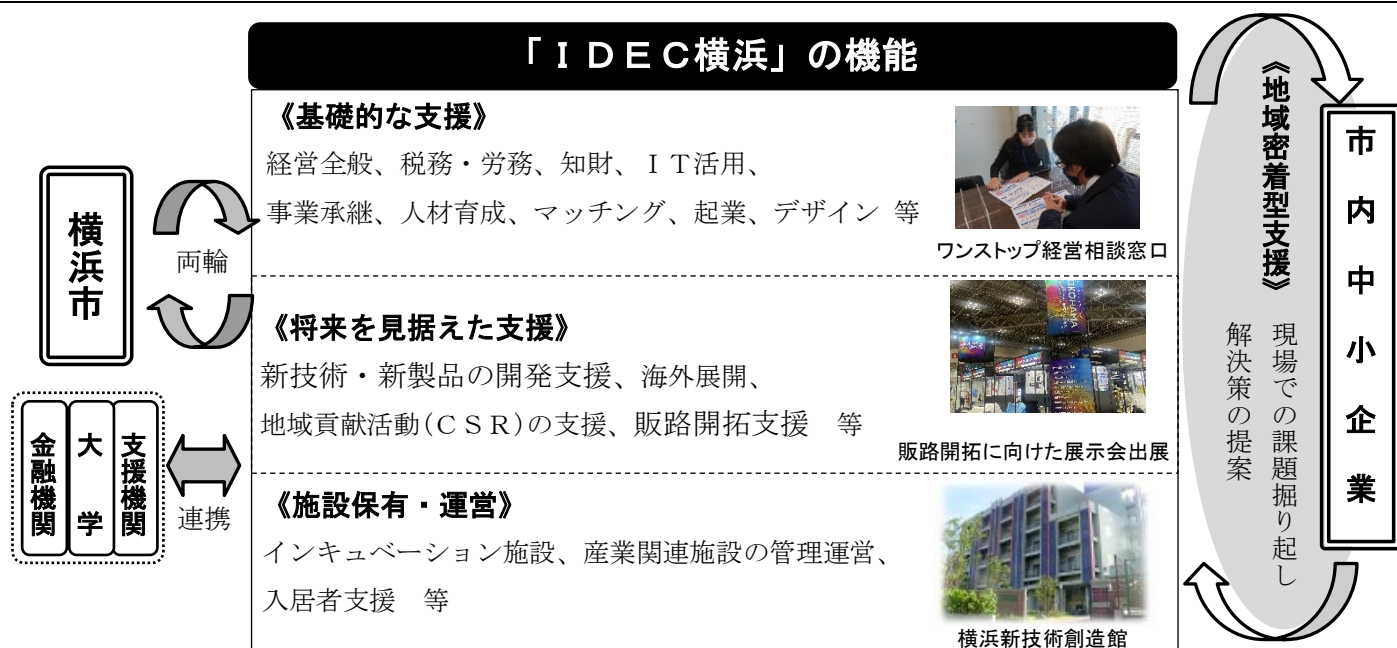 「ＩＤＥＣ横浜」の機能
《基礎的な支援》
経営全般、税務・労務、知財、ＩＴ活用、
事業承継、人材育成、マッチング、起業、デザイン 等
ワンストップ経営相談窓口
《将来を見据えた支援》
新技術・新製品の開発支援、海外展開、
地域貢献活動(ＣＳＲ)の支援、販路開拓支援　等
YOKOHAMA
販路開拓に向けた展示会出展
《施設保有・運営》
インキュベーション施設、産業関連施設の管理運営、
入居者支援　等
横浜新技術創造館
横浜市
両輪
金融機関
大学
支援機関
連携
《地域密着型支援》
現場での課題掘り起し
解決策の提案
市内中小企業